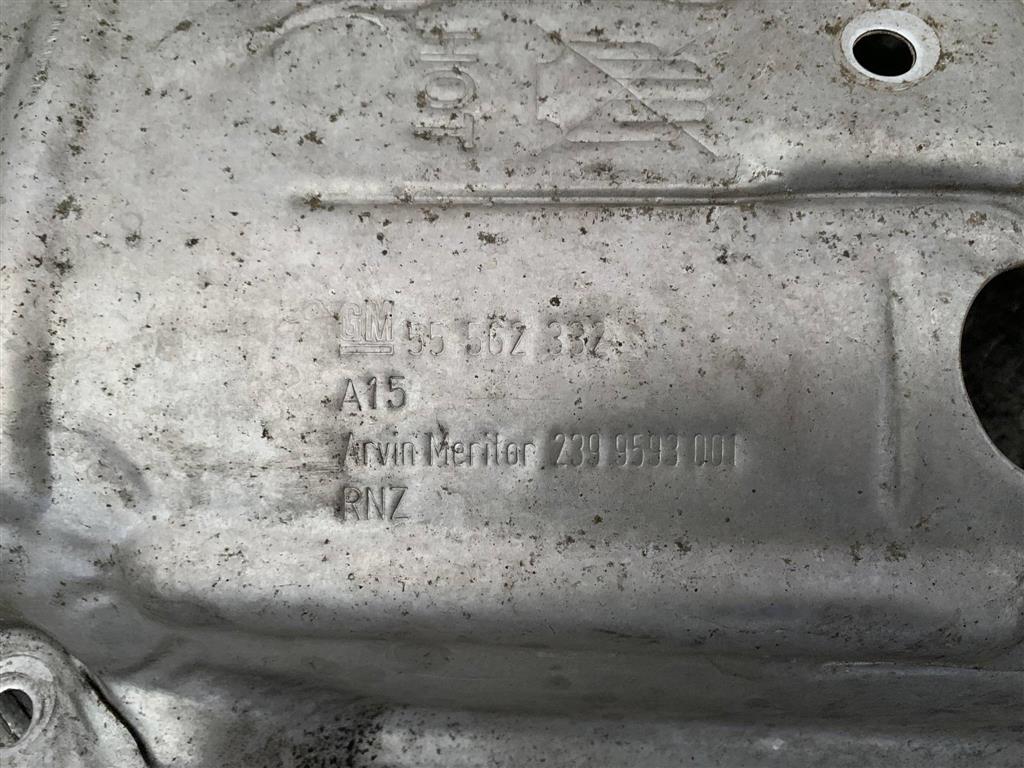 HOT
GM 55 562 332
A15
Arvin Meritor 239 9593 001
RNZ